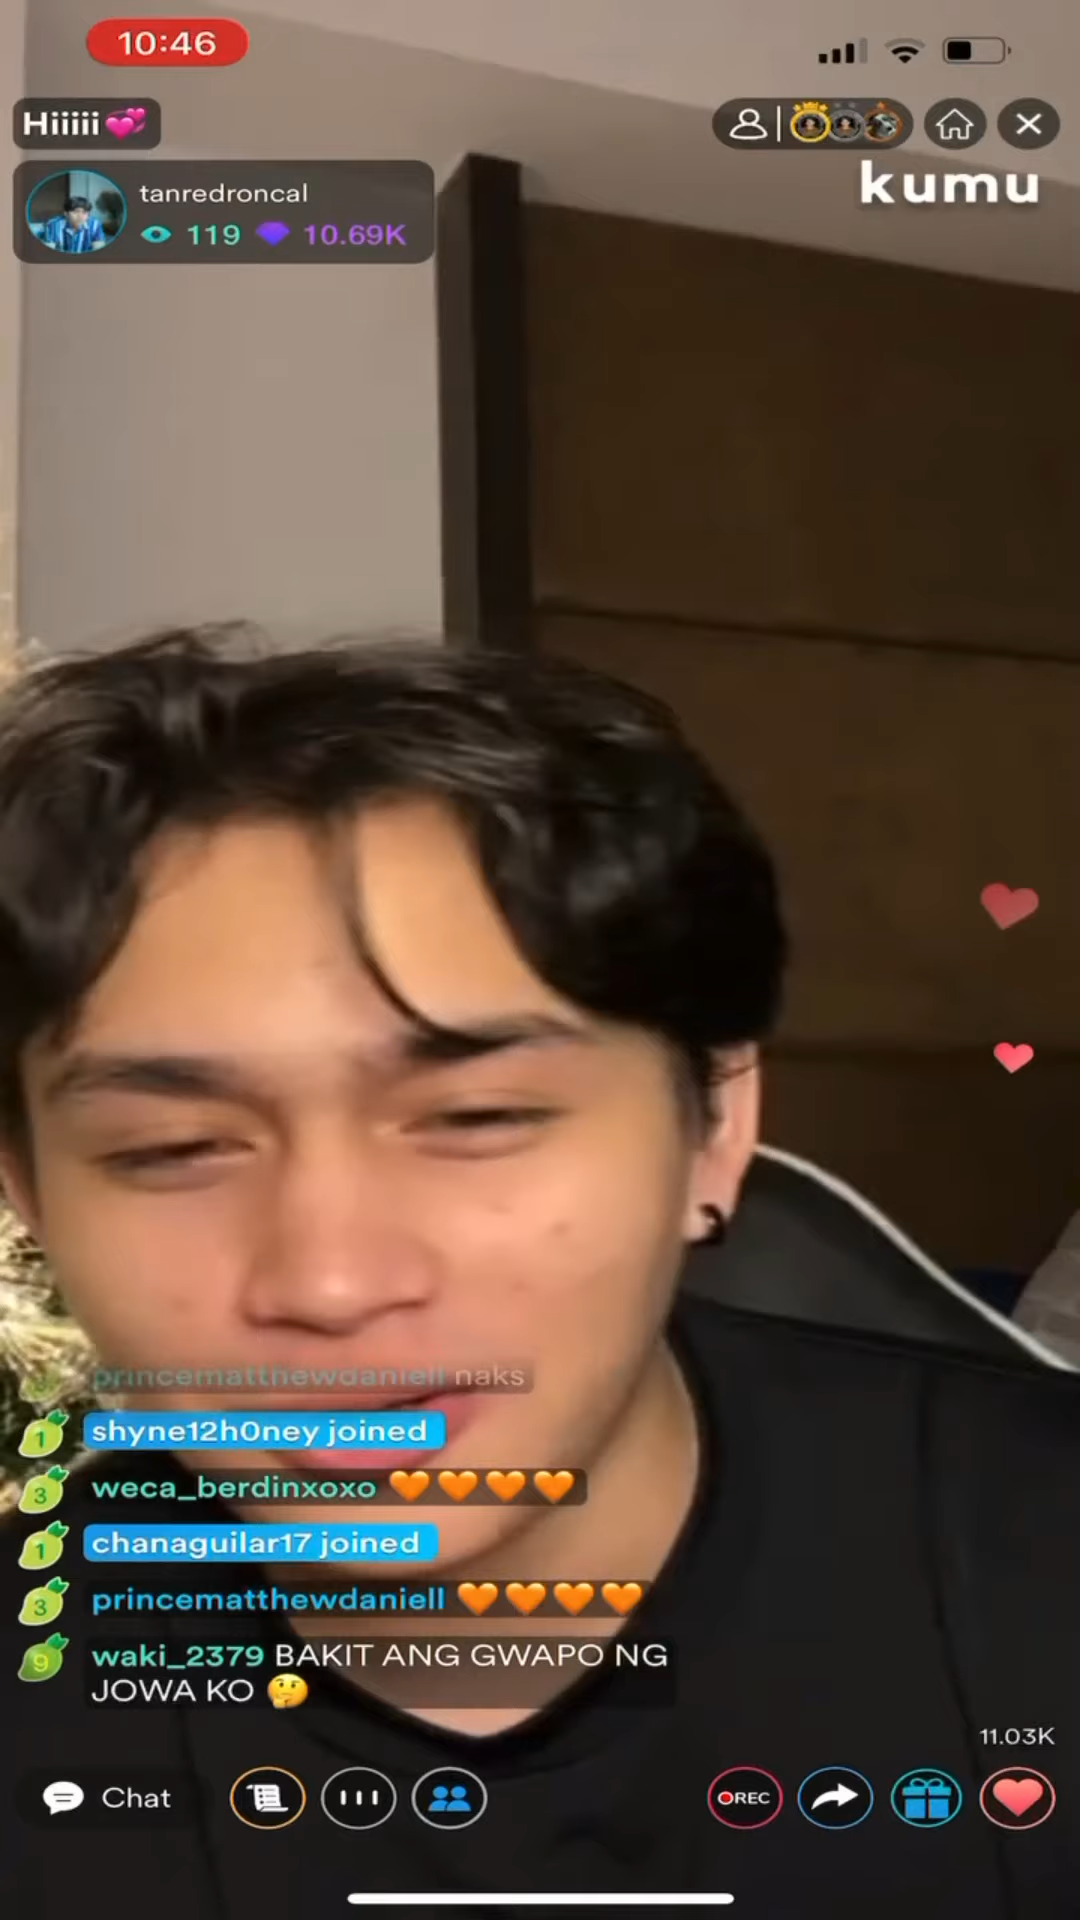 10:46
Hiiiii💞
kumu
tanredroncal
119 10.69K
princematthewdaniell naks
1 shyne12h0ney joined
3 weca_berdinxoxo 🧡🧡🧡🧡
1 chanaguilar17 joined
3 princematthewdaniell 🧡🧡🧡🧡
9 waki_2379 BAKIT ANG GWAPO NG
JOWA KO 🤔
11.03K
Chat
REC